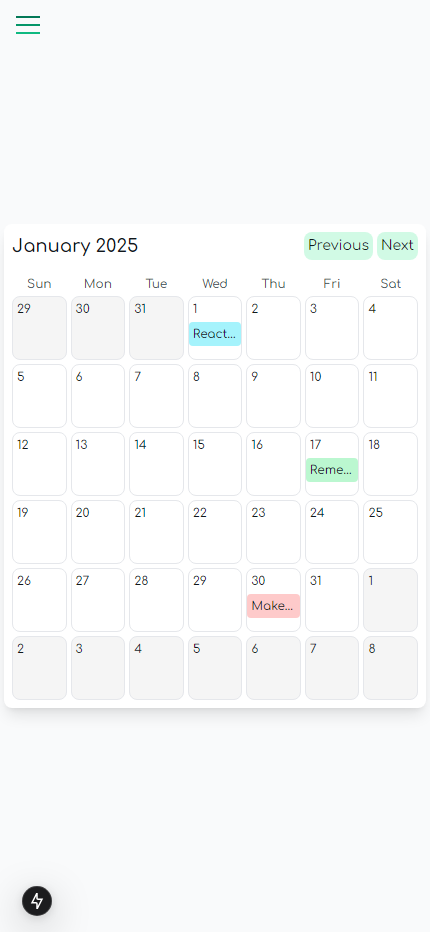 January 2025 Previous Next
Sun Mon Tue Wed Thu Fri Sat
29 30 31 1 2 3 4
React...
5 6 7 8 9 10 11
12 13 14 15 16 17 18
Reme...
19 20 21 22 23 24 25
26 27 28 29 30 31 1
Make...
2 3 4 5 6 7 8